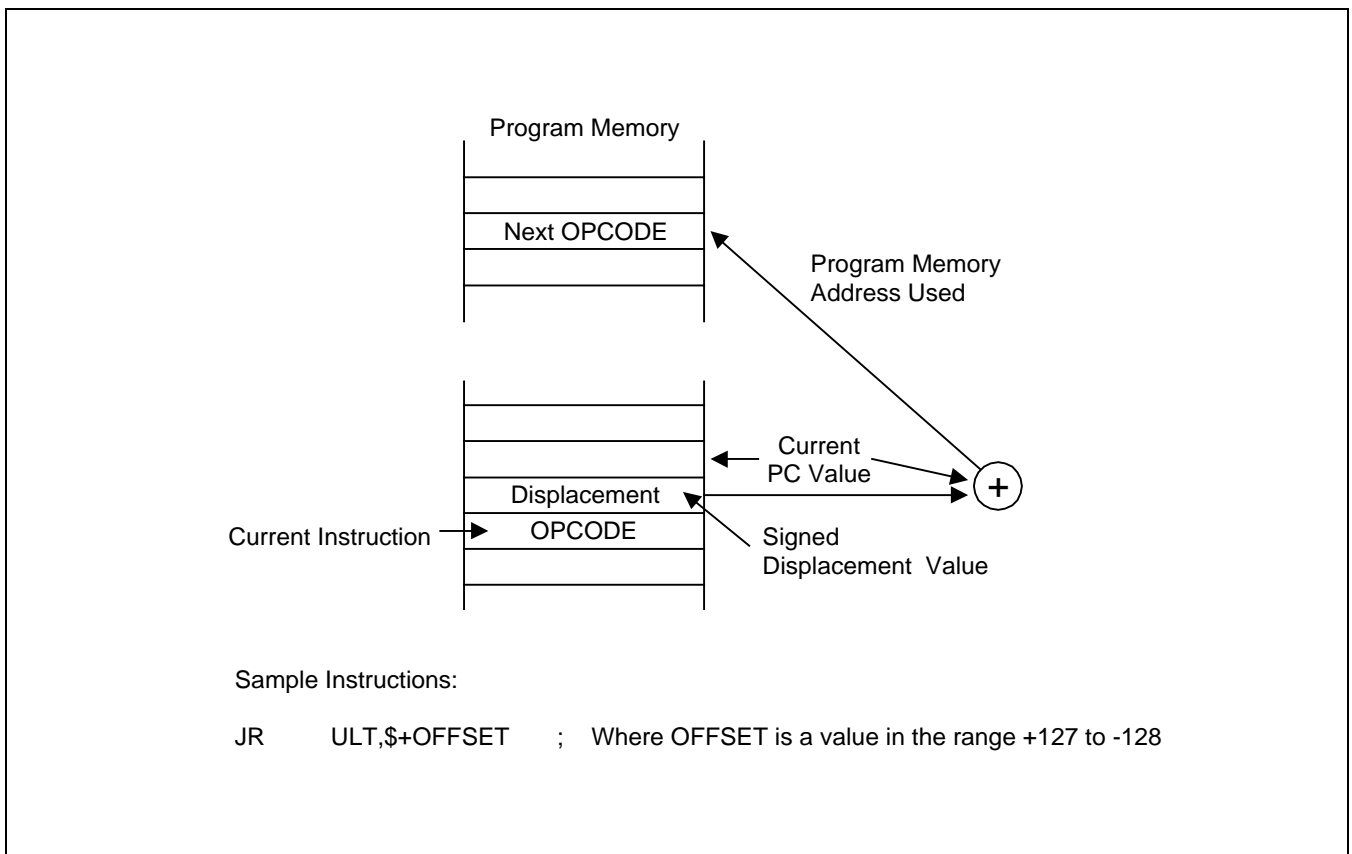 Program Memory
Next OPCODE
Program Memory
Address Used
Current
PC Value
+
Displacement
Current Instruction
OPCODE
Signed
Displacement Value
Sample Instructions:
JR ULT,$+OFFSET ; Where OFFSET is a value in the range +127 to -128